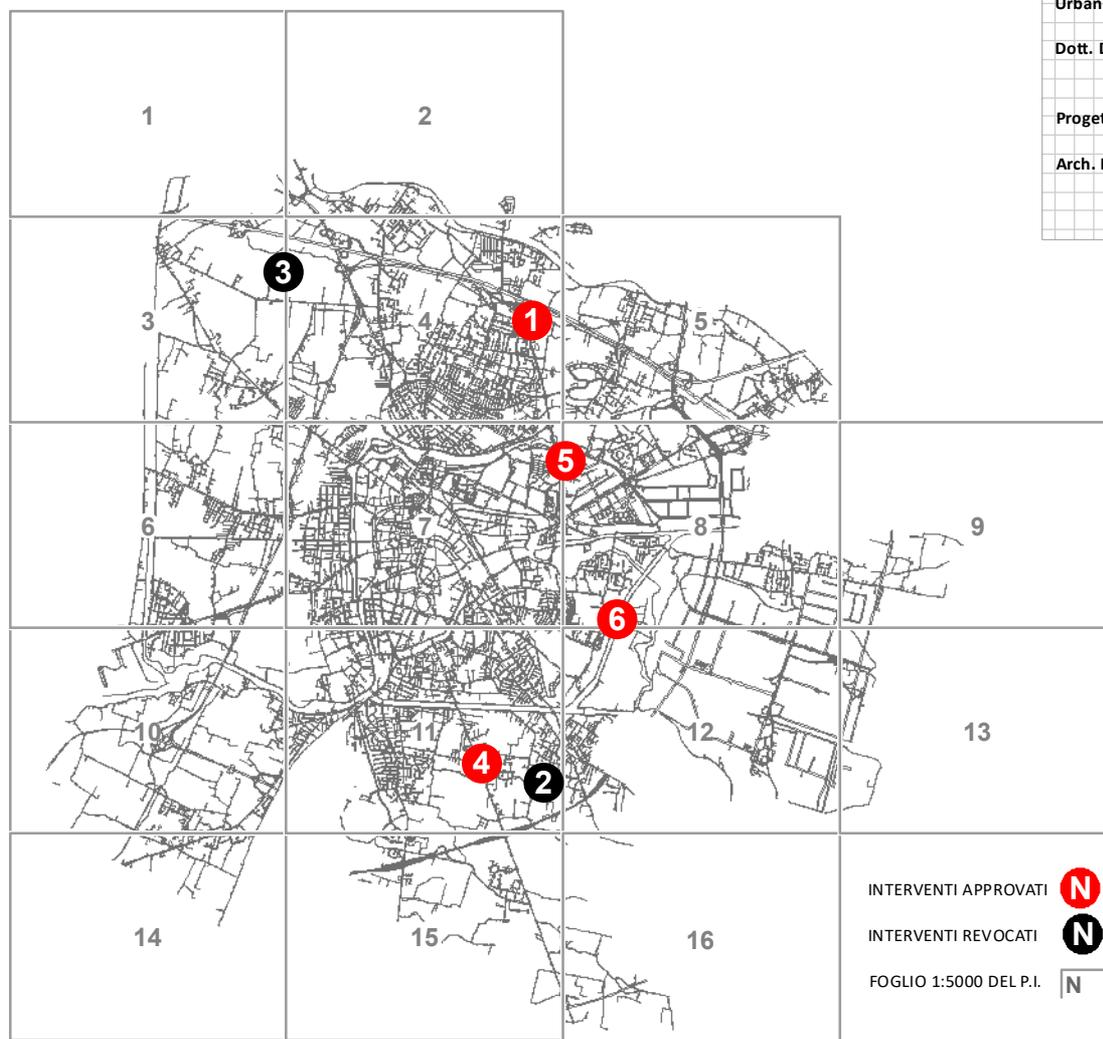 Urban
Dott. D
Proget
Arch.
1 2
3
3 4 1 5
5
6 7 8 9
6
10 11 12 13
4 2
14 15 16
INTERVENTI APPROVATI N
INTERVENTI REVOCATI N
FOGLIO 1:5000 DEL P.I. N